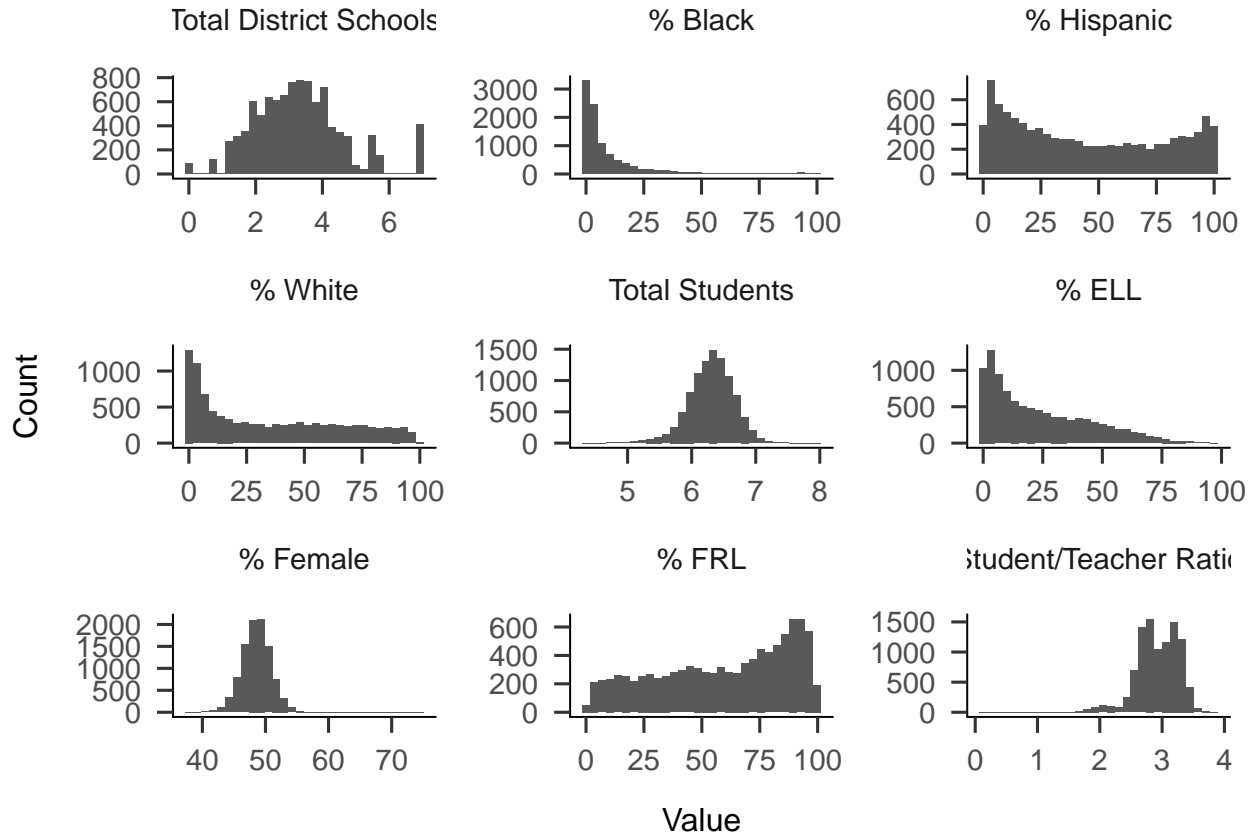 Total District Schools
% Black
% Hispanic
800
600
400
200
0
0 2 4 6
3000
2000
1000
0
0 25 50 75 100
600
400
200
0
0 25 50 75 100
% White
Total Students
% ELL
1000
500
0
0 25 50 75 100
1500
1000
500
0
5 6 7 8
1000
500
0
0 25 50 75 100
% Female
% FRL
Student/Teacher Ratio
2000
1500
1000
500
0
40 50 60 70
600
400
200
0
0 25 50 75 100
1500
1000
500
0
0 1 2 3 4
Count
Value